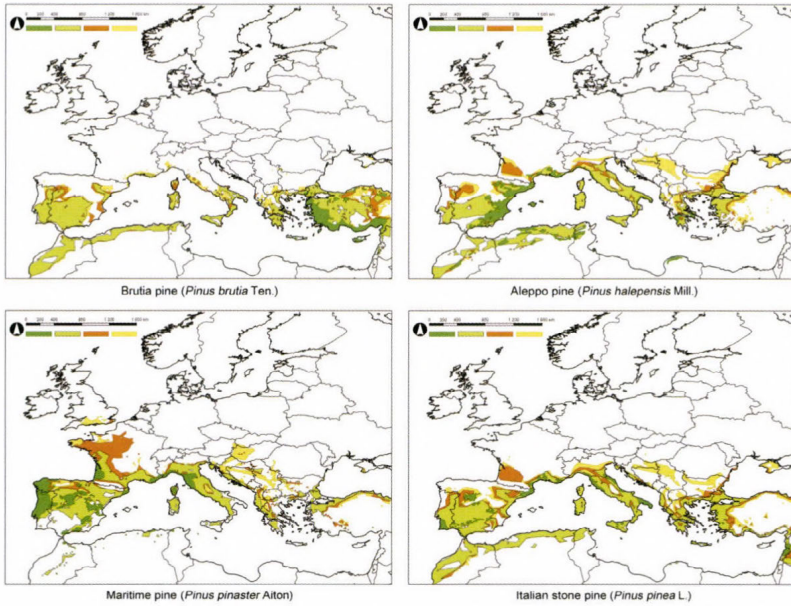 Brutia pine (Pinus brutia Ten.)
Aleppo pine (Pinus halepensis Mill.)
Maritime pine (Pinus pinaster Aiton)
Italian stone pine (Pinus pinea L.)